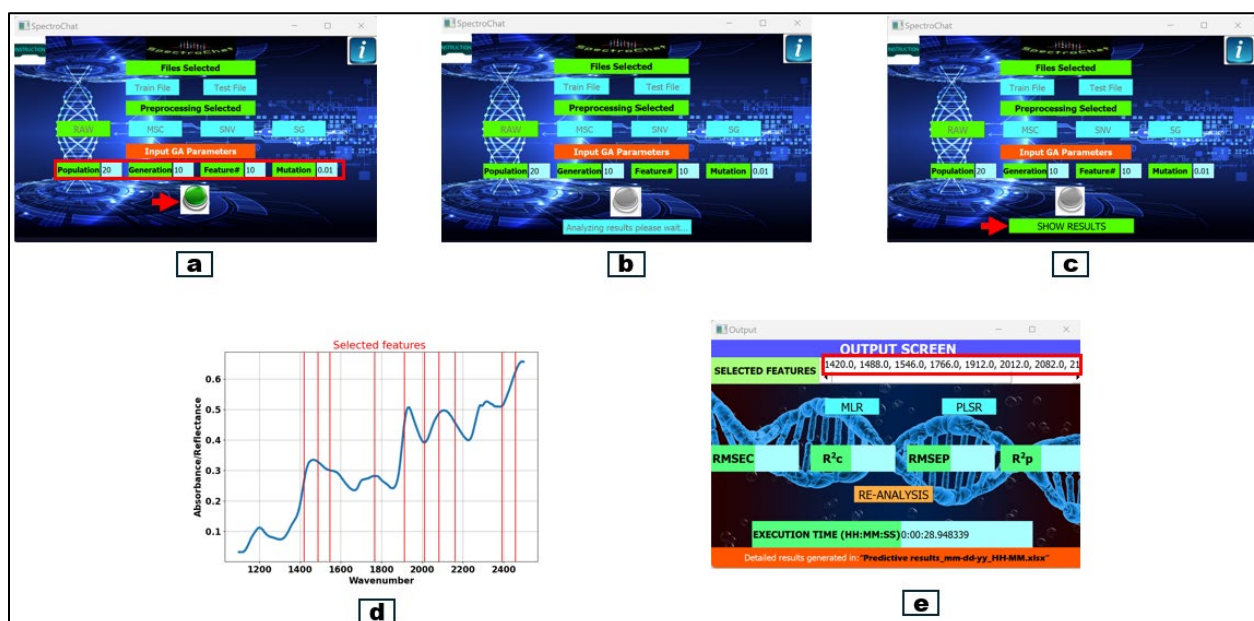 SpectroChat
INSTRUCTION
SpectroChat
i
Files Selected
Train File Test File
Preprocessing Selected
RAW MSC SNV SG
Input GA Parameters
Population 20 Generation 10 Feature# 10 Mutation 0.01
a
SpectroChat
INSTRUCTION
SpectroChat
i
Files Selected
Train File Test File
Preprocessing Selected
RAW MSC SNV SG
Input GA Parameters
Population 20 Generation 10 Feature# 10 Mutation 0.01
Analyzing results please wait...
b
SpectroChat
INSTRUCTION
SpectroChat
i
Files Selected
Train File Test File
Preprocessing Selected
RAW MSC SNV SG
Input GA Parameters
Population 20 Generation 10 Feature# 10 Mutation 0.01
SHOW RESULTS
c
Selected features
Absorbance/Reflectance
0.6
0.5
0.4
0.3
0.2
0.1
1200 1400 1600 1800 2000 2200 2400
Wavenumber
d
Output
OUTPUT SCREEN
SELECTED FEATURES 1420.0, 1488.0, 1546.0, 1766.0, 1912.0, 2012.0, 2082.0, 21
MLR PLSR
RMSEC R²c RMSEP R²p
RE-ANALYSIS
EXECUTION TIME (HH:MM:SS) 0:00:28.948339
Detailed results generated in: "Predictive results_mm-dd-yy_HH-MM.xlsx"
e